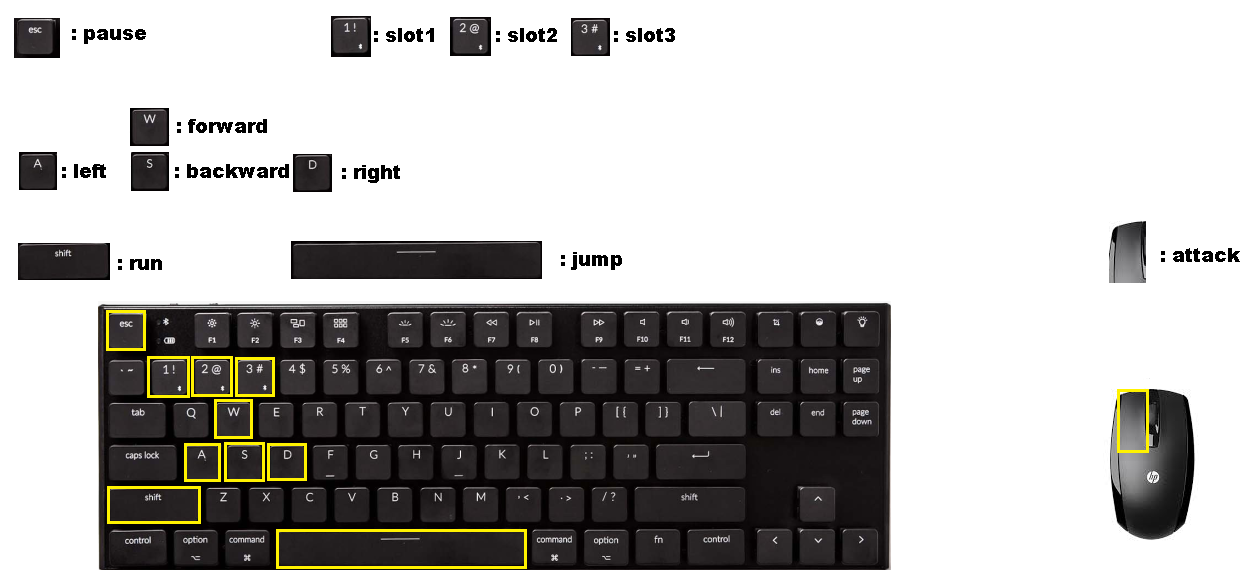 esc : pause 1 ! : slot1 2 @ : slot2 3 # : slot3
W : forward
A : left S : backward D : right
shift : run : jump : attack
esc F1 F2 F3 F4 F5 F6 F7 F8 F9 F10 F11 F12
` ~ 1 ! 2 @ 3 # 4 $ 5 % 6 ^ 7 & 8 * 9 ( 0 ) - — = + ins home page up
tab Q W E R T Y U I O P [ { ] } \ | del end page down
caps lock A S D F G H J K L ; : ' "
shift Z X C V B N M , < . > / ? shift
control option command command option fn control
hp